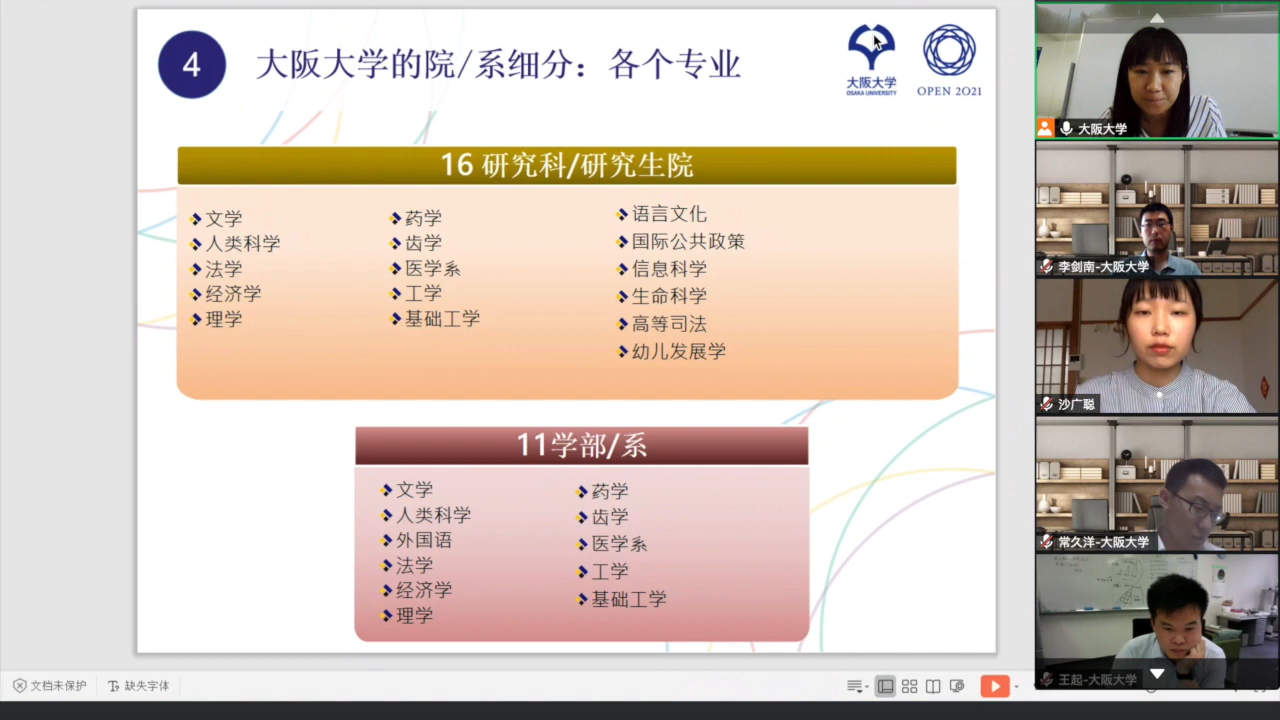 4
大阪大学的院/系细分：各个专业
大阪大学
OSAKA UNIVERSITY
OPEN 2021
16 研究科/研究生院
文学
人类科学
法学
经济学
理学
药学
齿学
医学系
工学
基础工学
语言文化
国际公共政策
信息科学
生命科学
高等司法
幼儿发展学
11学部/系
文学
人类科学
外国语
法学
经济学
理学
药学
齿学
医学系
工学
基础工学
大阪大学
李剑南-大阪大学
沙广聪
常久洋-大阪大学
王起-大阪大学
文档未保护
缺失字体